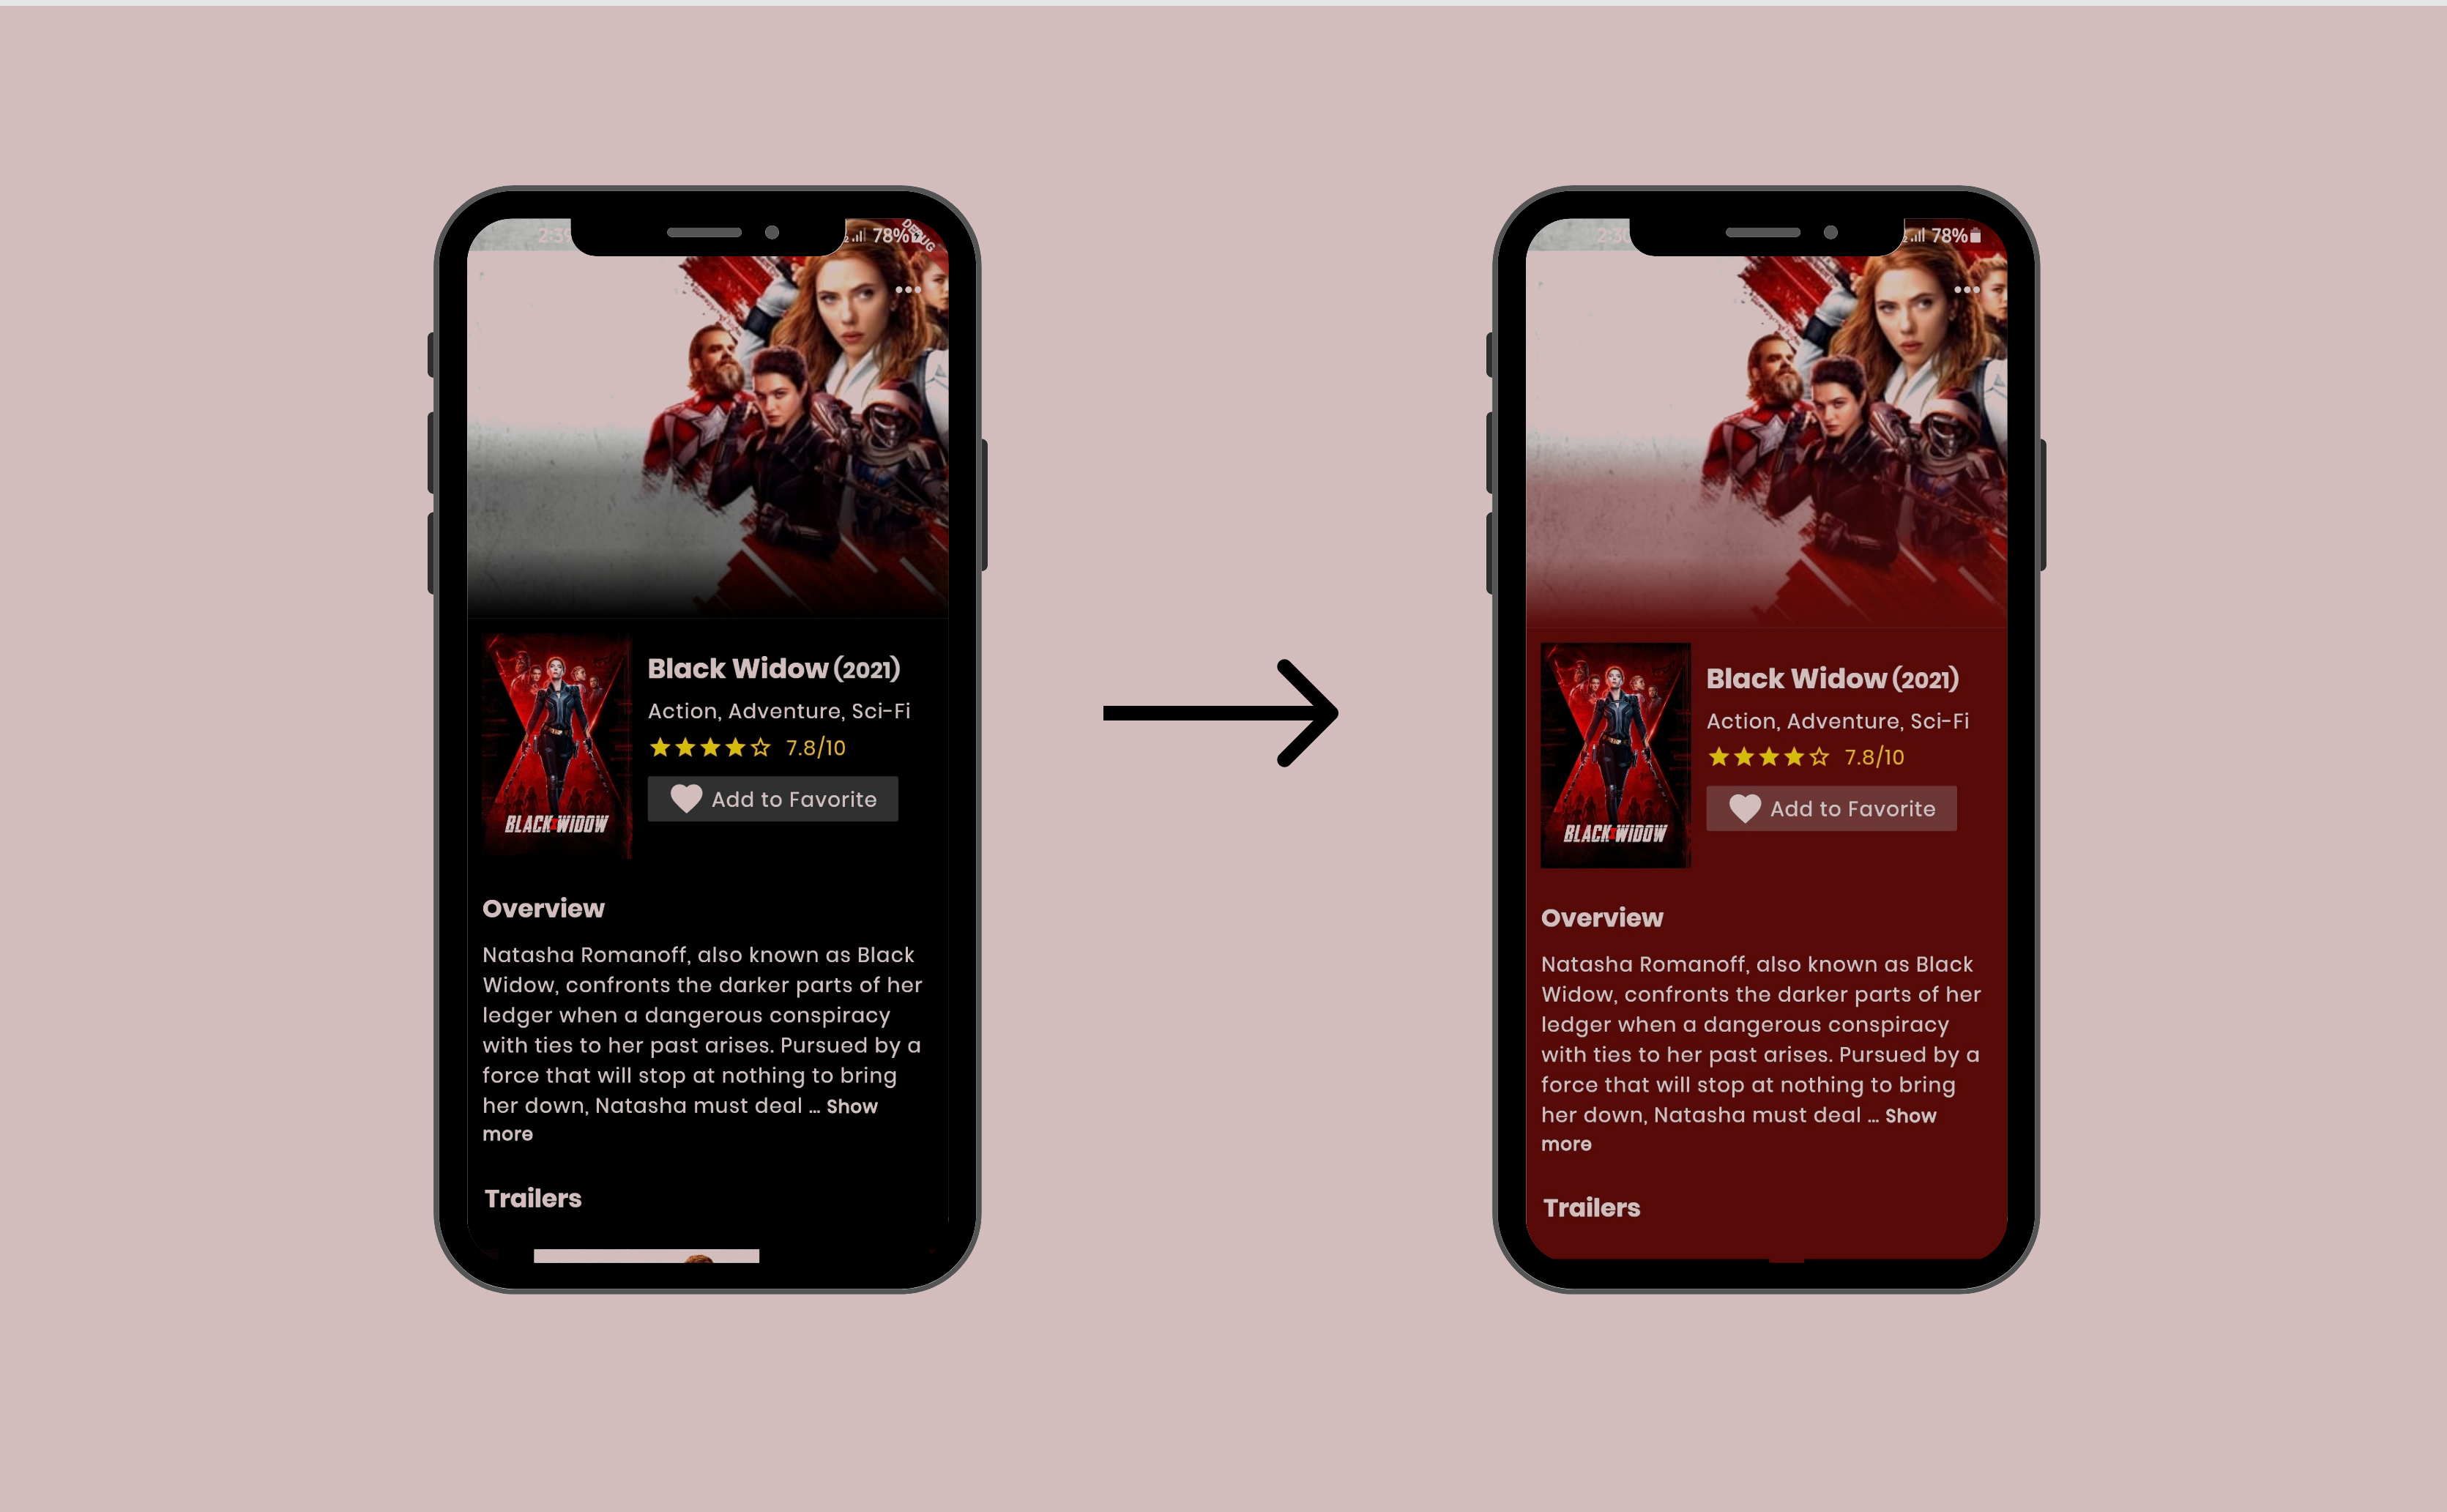 78%
DEBUG
Black Widow (2021)
Action, Adventure, Sci-Fi
7.8/10
Add to Favorite
BLACK WIDOW
Overview
Natasha Romanoff, also known as Black
Widow, confronts the darker parts of her
ledger when a dangerous conspiracy
with ties to her past arises. Pursued by a
force that will stop at nothing to bring
her down, Natasha must deal ... Show
more
Trailers
78%
Black Widow (2021)
Action, Adventure, Sci-Fi
7.8/10
Add to Favorite
BLACK WIDOW
Overview
Natasha Romanoff, also known as Black
Widow, confronts the darker parts of her
ledger when a dangerous conspiracy
with ties to her past arises. Pursued by a
force that will stop at nothing to bring
her down, Natasha must deal ... Show
more
Trailers